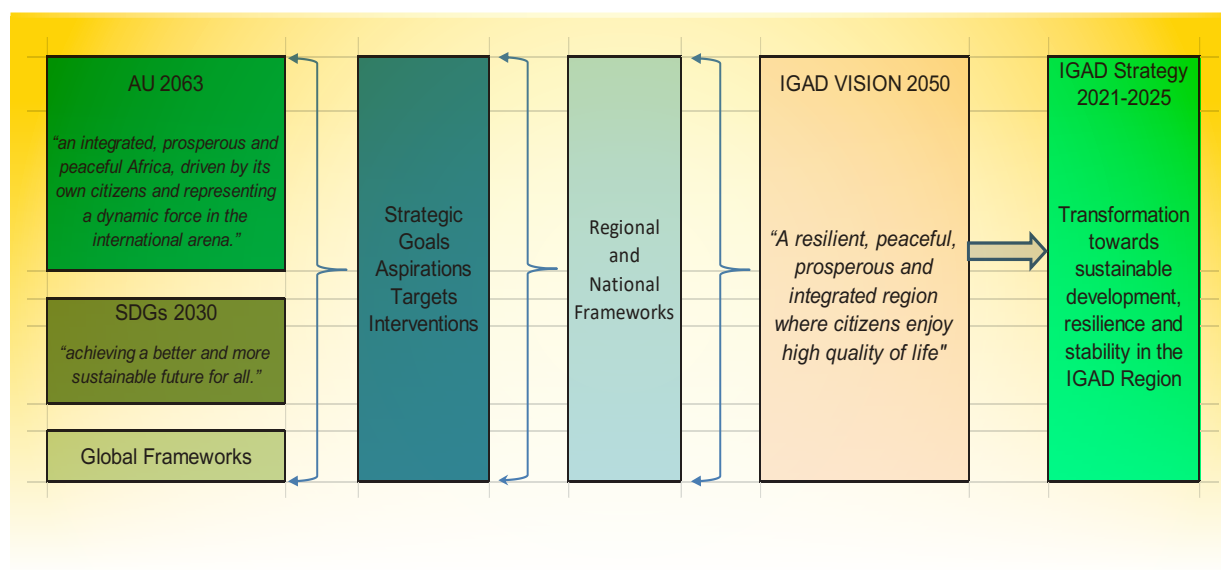 AU 2063
“an integrated, prosperous and
peaceful Africa, driven by its
own citizens and representing
a dynamic force in the
international arena.”
SDGs 2030
“achieving a better and more
sustainable future for all.”
Global Frameworks
Strategic
Goals
Aspirations
Targets
Interventions
Regional
and
National
Frameworks
IGAD VISION 2050
“A resilient, peaceful,
prosperous and
integrated region
where citizens enjoy
high quality of life"
IGAD Strategy
2021-2025
Transformation
towards
sustainable
development,
resilience and
stability in the
IGAD Region